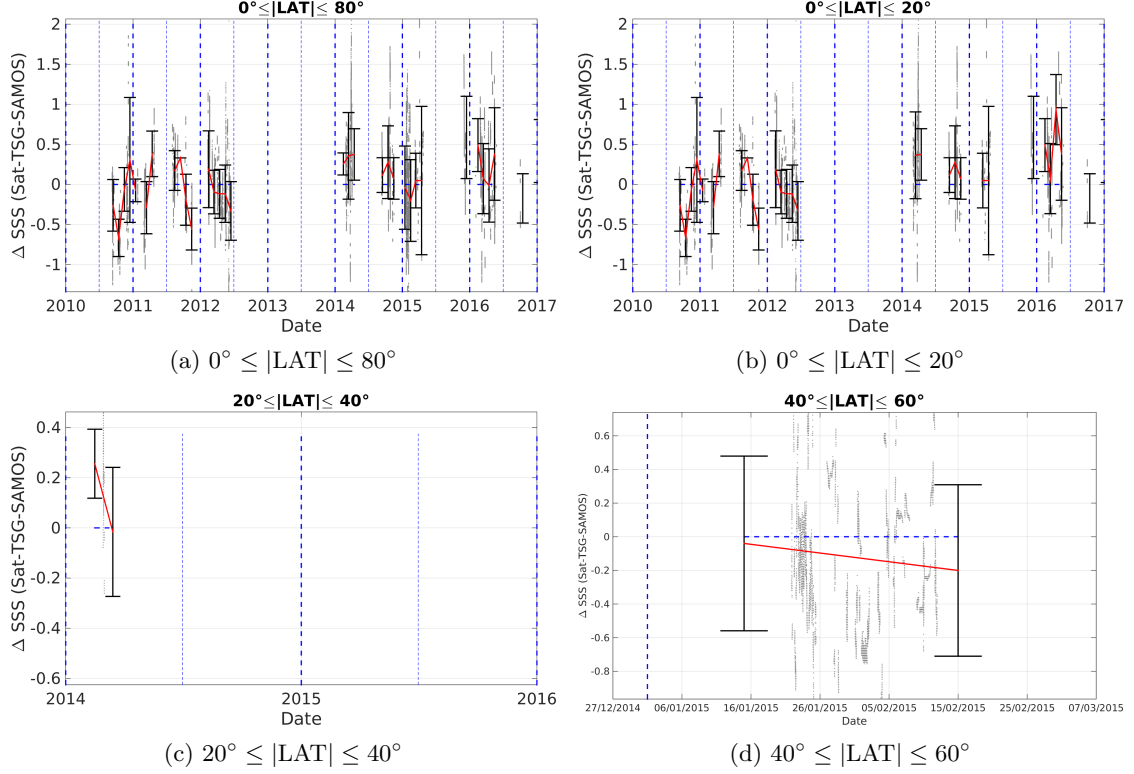 0°≤|LAT|≤ 80°
Δ SSS (Sat-TSG-SAMOS)
2
1.5
1
0.5
0
-0.5
-1
2010 2011 2012 2013 2014 2015 2016 2017
Date
(a) 0° ≤ |LAT| ≤ 80°
0°≤|LAT|≤ 20°
Δ SSS (Sat-TSG-SAMOS)
2
1.5
1
0.5
0
-0.5
-1
2010 2011 2012 2013 2014 2015 2016 2017
Date
(b) 0° ≤ |LAT| ≤ 20°
20°≤|LAT|≤ 40°
Δ SSS (Sat-TSG-SAMOS)
0.4
0.2
0
-0.2
-0.4
-0.6
2014 2015 2016
Date
(c) 20° ≤ |LAT| ≤ 40°
40°≤|LAT|≤ 60°
Δ SSS (Sat-TSG-SAMOS)
0.6
0.4
0.2
0
-0.2
-0.4
-0.6
-0.8
27/12/2014 06/01/2015 16/01/2015 26/01/2015 05/02/2015 15/02/2015 25/02/2015 07/03/2015
Date
(d) 40° ≤ |LAT| ≤ 60°